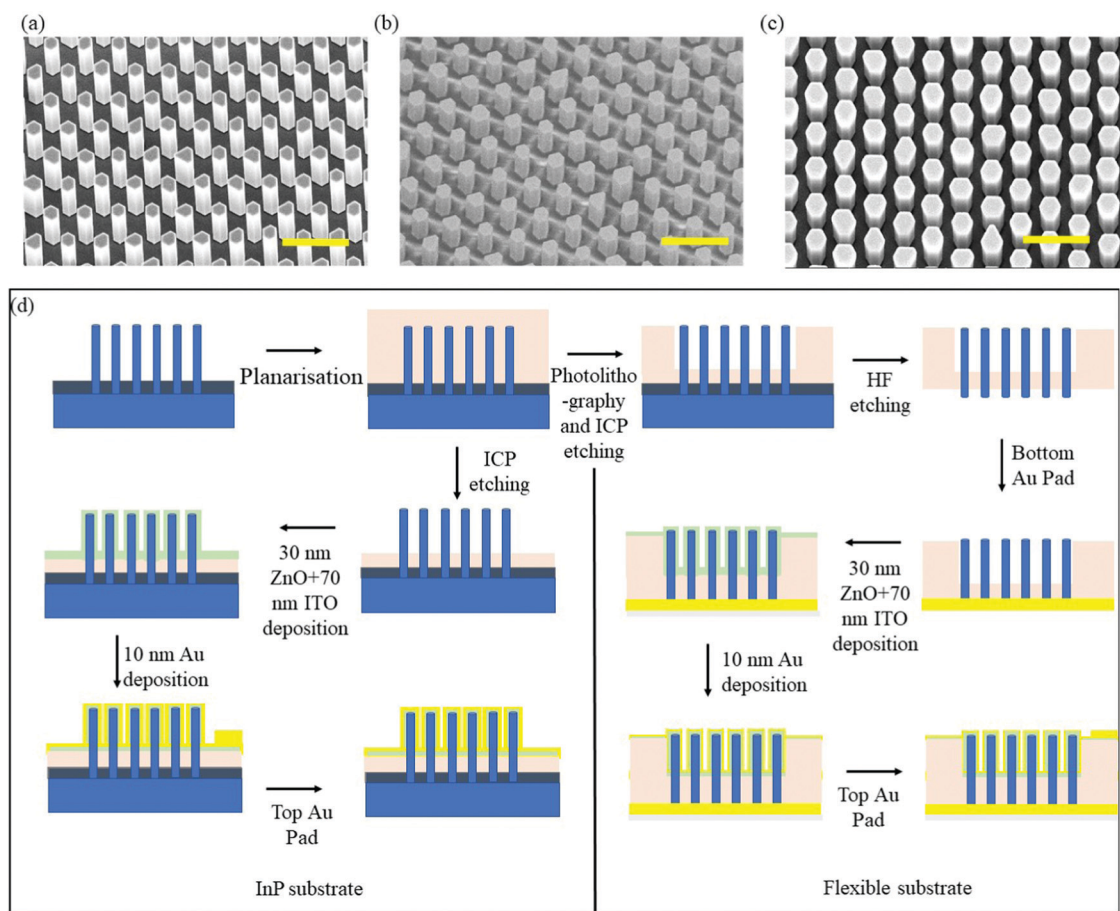 (a)
(b)
(c)
(d)
Planarisation
Photolitho
-graphy
and ICP
etching
HF
etching
ICP
etching
Bottom
Au Pad
30 nm
ZnO+70
nm ITO
deposition
30 nm
ZnO+70
nm ITO
deposition
10 nm Au
deposition
10 nm Au
deposition
Top Au
Pad
Top Au
Pad
InP substrate
Flexible substrate